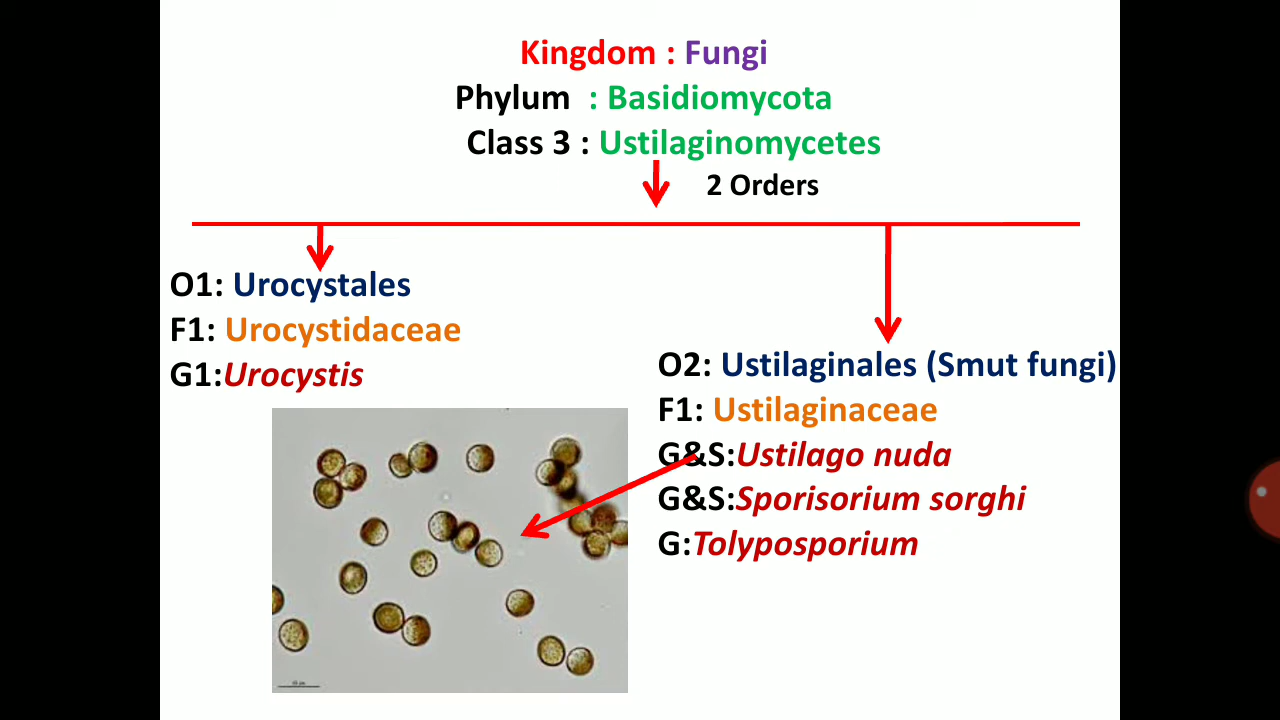 Kingdom : Fungi
Phylum : Basidiomycota
Class 3 : Ustilaginomycetes
2 Orders
O1: Urocystales
F1: Urocystidaceae
G1:Urocystis
O2: Ustilaginales (Smut fungi)
F1: Ustilaginaceae
G&S:Ustilago nuda
G&S:Sporisorium sorghi
G:Tolyposporium